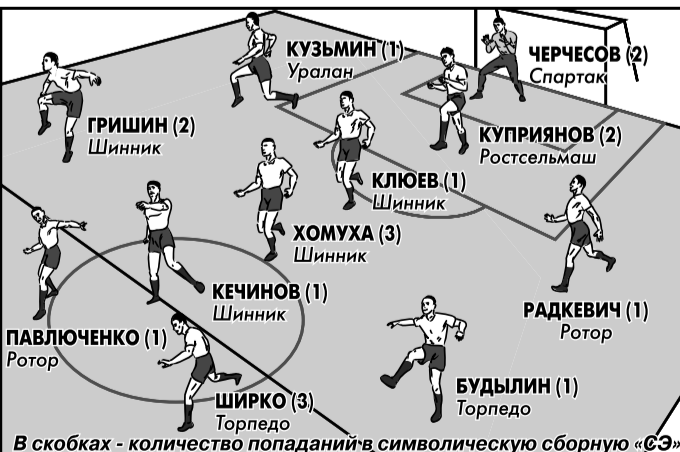 КУЗЬМИН (1)
Уралан
ЧЕРЧЕСОВ (2)
Спартак
ГРИШИН (2)
Шинник
КУПРИЯНОВ (2)
Ростсельмаш
КЛЮЕВ (1)
Шинник
ХОМУХА (3)
Шинник
КЕЧИНОВ (1)
Шинник
РАДКЕВИЧ (1)
Ротор
ПАВЛЮЧЕНКО (1)
Ротор
ШИРКО (3)
Торпедо
БУДЫЛИН (1)
Торпедо
В скобках - количество попаданий в символическую сборную «СЭ»